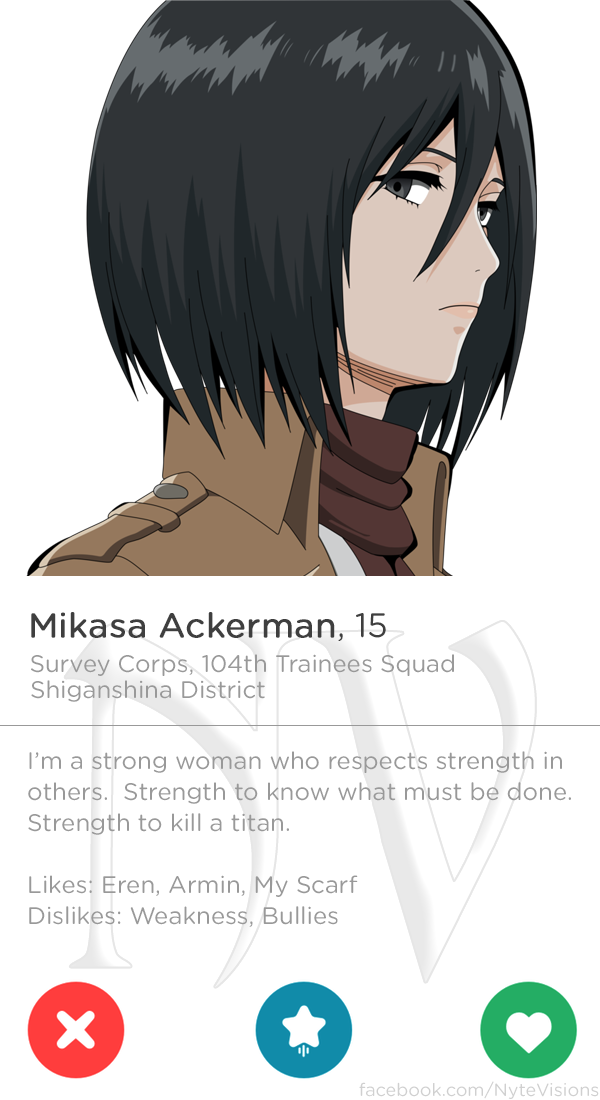 Mikasa Ackerman, 15
Survey Corps, 104th Trainees Squad
Shiganshina District
I’m a strong woman who respects strength in
others.  Strength to know what must be done.
Strength to kill a titan.
Likes: Eren, Armin, My Scarf
Dislikes: Weakness, Bullies
NV
facebook.com/NyteVisions